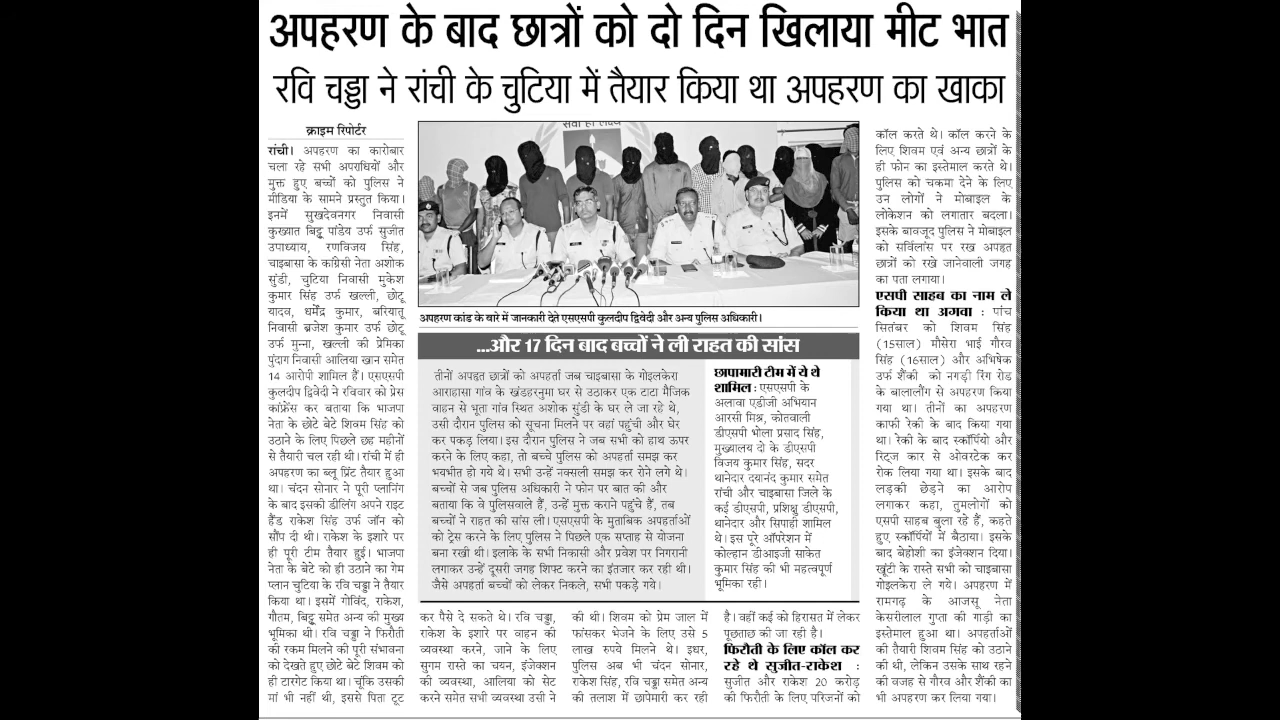 अपहरण के बाद छात्रों को दो दिन खिलाया मीट भात
रवि चड्डा ने रांची के चुटिया में तैयार किया था अपहरण का खाका
क्राइम रिपोर्टर
रांची। अपहरण का कारोबार
चला रहे सभी अपराधियों और
मुक्त हुए बच्चों को पुलिस ने
मीडिया के सामने प्रस्तुत किया।
इनमें सुखदेवनगर निवासी
कुख्यात बिट्टू पांडेय उर्फ सुजीत
उपाध्याय, रणविजय सिंह,
चाइबासा के कांग्रेसी नेता अशोक
सुंडी, चुटिया निवासी मुकेश
कुमार सिंह उर्फ खल्ली, छोटू
यादव, धर्मेंद्र कुमार, बरियातू
निवासी ब्रजेश कुमार उर्फ छोटू
उर्फ मुन्ना, खल्ली की प्रेमिका
पुंदाग निवासी आलिया खान समेत
14 आरोपी शामिल हैं। एसएसपी
कुलदीप द्विवेदी ने रविवार को प्रेस
कांफ्रेंस कर बताया कि भाजपा
नेता के छोटे बेटे शिवम सिंह को
उठाने के लिए पिछले छह महीनों
से तैयारी चल रही थी। रांची में ही
अपहरण का ब्लू प्रिंट तैयार हुआ
था। चंदन सोनार ने पूरी प्लानिंग
के बाद इसकी डीलिंग अपने राइट
हैंड राकेश सिंह उर्फ जॉन को
सौंप दी थी। राकेश के इशारे पर
ही पूरी टीम तैयार हुई। भाजपा
नेता के बेटे को ही उठाने का गेम
प्लान चुटिया के रवि चड्डा ने तैयार
किया था। इसमें गोविंद, राकेश,
गौतम, बिट्टू समेत अन्य की मुख्य
भूमिका थी। रवि चड्डा ने फिरौती
की रकम मिलने की पूरी संभावना
को देखते हुए छोटे बेटे शिवम को
ही टारगेट किया था। चूंकि उसकी
मां भी नहीं थी, इससे पिता टूट
सेवा ही लक्ष्य
अपहरण कांड के बारे में जानकारी देते एसएसपी कुलदीप द्विवेदी और अन्य पुलिस अधिकारी।
...और 17 दिन बाद बच्चों ने ली राहत की सांस
तीनों अपहृत छात्रों को अपहर्ता जब चाइबासा के गोइलकेरा
आराहासा गांव के खंडहरनुमा घर से उठाकर एक टाटा मैजिक
वाहन से भूता गांव स्थित अशोक सुंडी के घर ले जा रहे थे,
उसी दौरान पुलिस को सूचना मिलने पर वहां पहुंची और घेर
कर पकड़ लिया। इस दौरान पुलिस ने जब सभी को हाथ ऊपर
करने के लिए कहा, तो बच्चे पुलिस को अपहर्ता समझ कर
भयभीत हो गये थे। सभी उन्हें नक्सली समझ कर रोने लगे थे।
बच्चों से जब पुलिस अधिकारी ने फोन पर बात की और
बताया कि वे पुलिसवाले हैं, उन्हें मुक्त कराने पहुंचे हैं, तब
बच्चों ने राहत की सांस ली। एसएसपी के मुताबिक अपहर्ताओं
को ट्रेस करने के लिए पुलिस ने पिछले एक सप्ताह से योजना
बना रखी थी। इलाके के सभी निकासी और प्रवेश पर निगरानी
लगाकर उन्हें दूसरी जगह शिफ्ट करने का इंतजार कर रही थी।
जैसे अपहर्ता बच्चों को लेकर निकले, सभी पकड़े गये।
छापामारी टीम में ये थे
शामिल : एसएसपी के
अलावा एडीजी अभियान
आरसी मिश्र, कोतवाली
डीएसपी भोला प्रसाद सिंह,
मुख्यालय दो के डीएसपी
विजय कुमार सिंह, सदर
थानेदार दयानंद कुमार समेत
रांची और चाइबासा जिले के
कई डीएसपी, प्रशिक्षु डीएसपी,
थानेदार और सिपाही शामिल
थे। इस पूरे ऑपरेशन में
कोल्हान डीआइजी साकेत
कुमार सिंह की भी महत्वपूर्ण
भूमिका रही।
कर पैसे दे सकते थे। रवि चड्डा,
राकेश के इशारे पर वाहन की
व्यवस्था करने, जाने के लिए
सुगम रास्ते का चयन, इंजेक्शन
की व्यवस्था, आलिया को सेट
करने समेत सभी व्यवस्था उसी ने
की थी। शिवम को प्रेम जाल में
फांसकर भेजने के लिए उसे 5
लाख रुपये मिलने थे। इधर,
पुलिस अब भी चंदन सोनार,
राकेश सिंह, रवि चड्डा समेत अन्य
की तलाश में छापेमारी कर रही
है। वहीं कई को हिरासत में लेकर
पूछताछ की जा रही है।
फिरौती के लिए कॉल कर
रहे थे सुजीत-राकेश :
सुजीत और राकेश 20 करोड़
की फिरौती के लिए परिजनों को
कॉल करते थे। कॉल करने के
लिए शिवम एवं अन्य छात्रों के
ही फोन का इस्तेमाल करते थे।
पुलिस को चकमा देने के लिए
उन लोगों ने मोबाइल के
लोकेशन को लगातार बदला।
इसके बावजूद पुलिस ने मोबाइल
को सर्विलांस पर रख अपहृत
छात्रों को रखे जानेवाली जगह
का पता लगाया।
एसपी साहब का नाम ले
किया था अगवा : पांच
सितंबर को शिवम सिंह
(15साल) मौसेरा भाई गौरव
सिंह (16साल) और अभिषेक
उर्फ शैंकी को नगड़ी रिंग रोड
के बालालौंग से अपहरण किया
गया था। तीनों का अपहरण
काफी रेकी के बाद किया गया
था। रेकी के बाद स्कॉर्पियो और
रिट्ज कार से ओवरटेक कर
रोक लिया गया था। इसके बाद
लड़की छेड़ने का आरोप
लगाकर कहा, तुमलोगों को
एसपी साहब बुला रहे हैं, कहते
हुए स्कॉर्पियो में बैठाया। इसके
बाद बेहोशी का इंजेक्शन दिया।
खूंटी के रास्ते सभी को चाइबासा
गोइलकेरा ले गये। अपहरण में
रामगढ़ के आजसू नेता
केसरीलाल गुप्ता की गाड़ी का
इस्तेमाल हुआ था। अपहर्ताओं
की तैयारी शिवम सिंह को उठाने
की थी, लेकिन उसके साथ रहने
की वजह से गौरव और शैंकी का
भी अपहरण कर लिया गया।